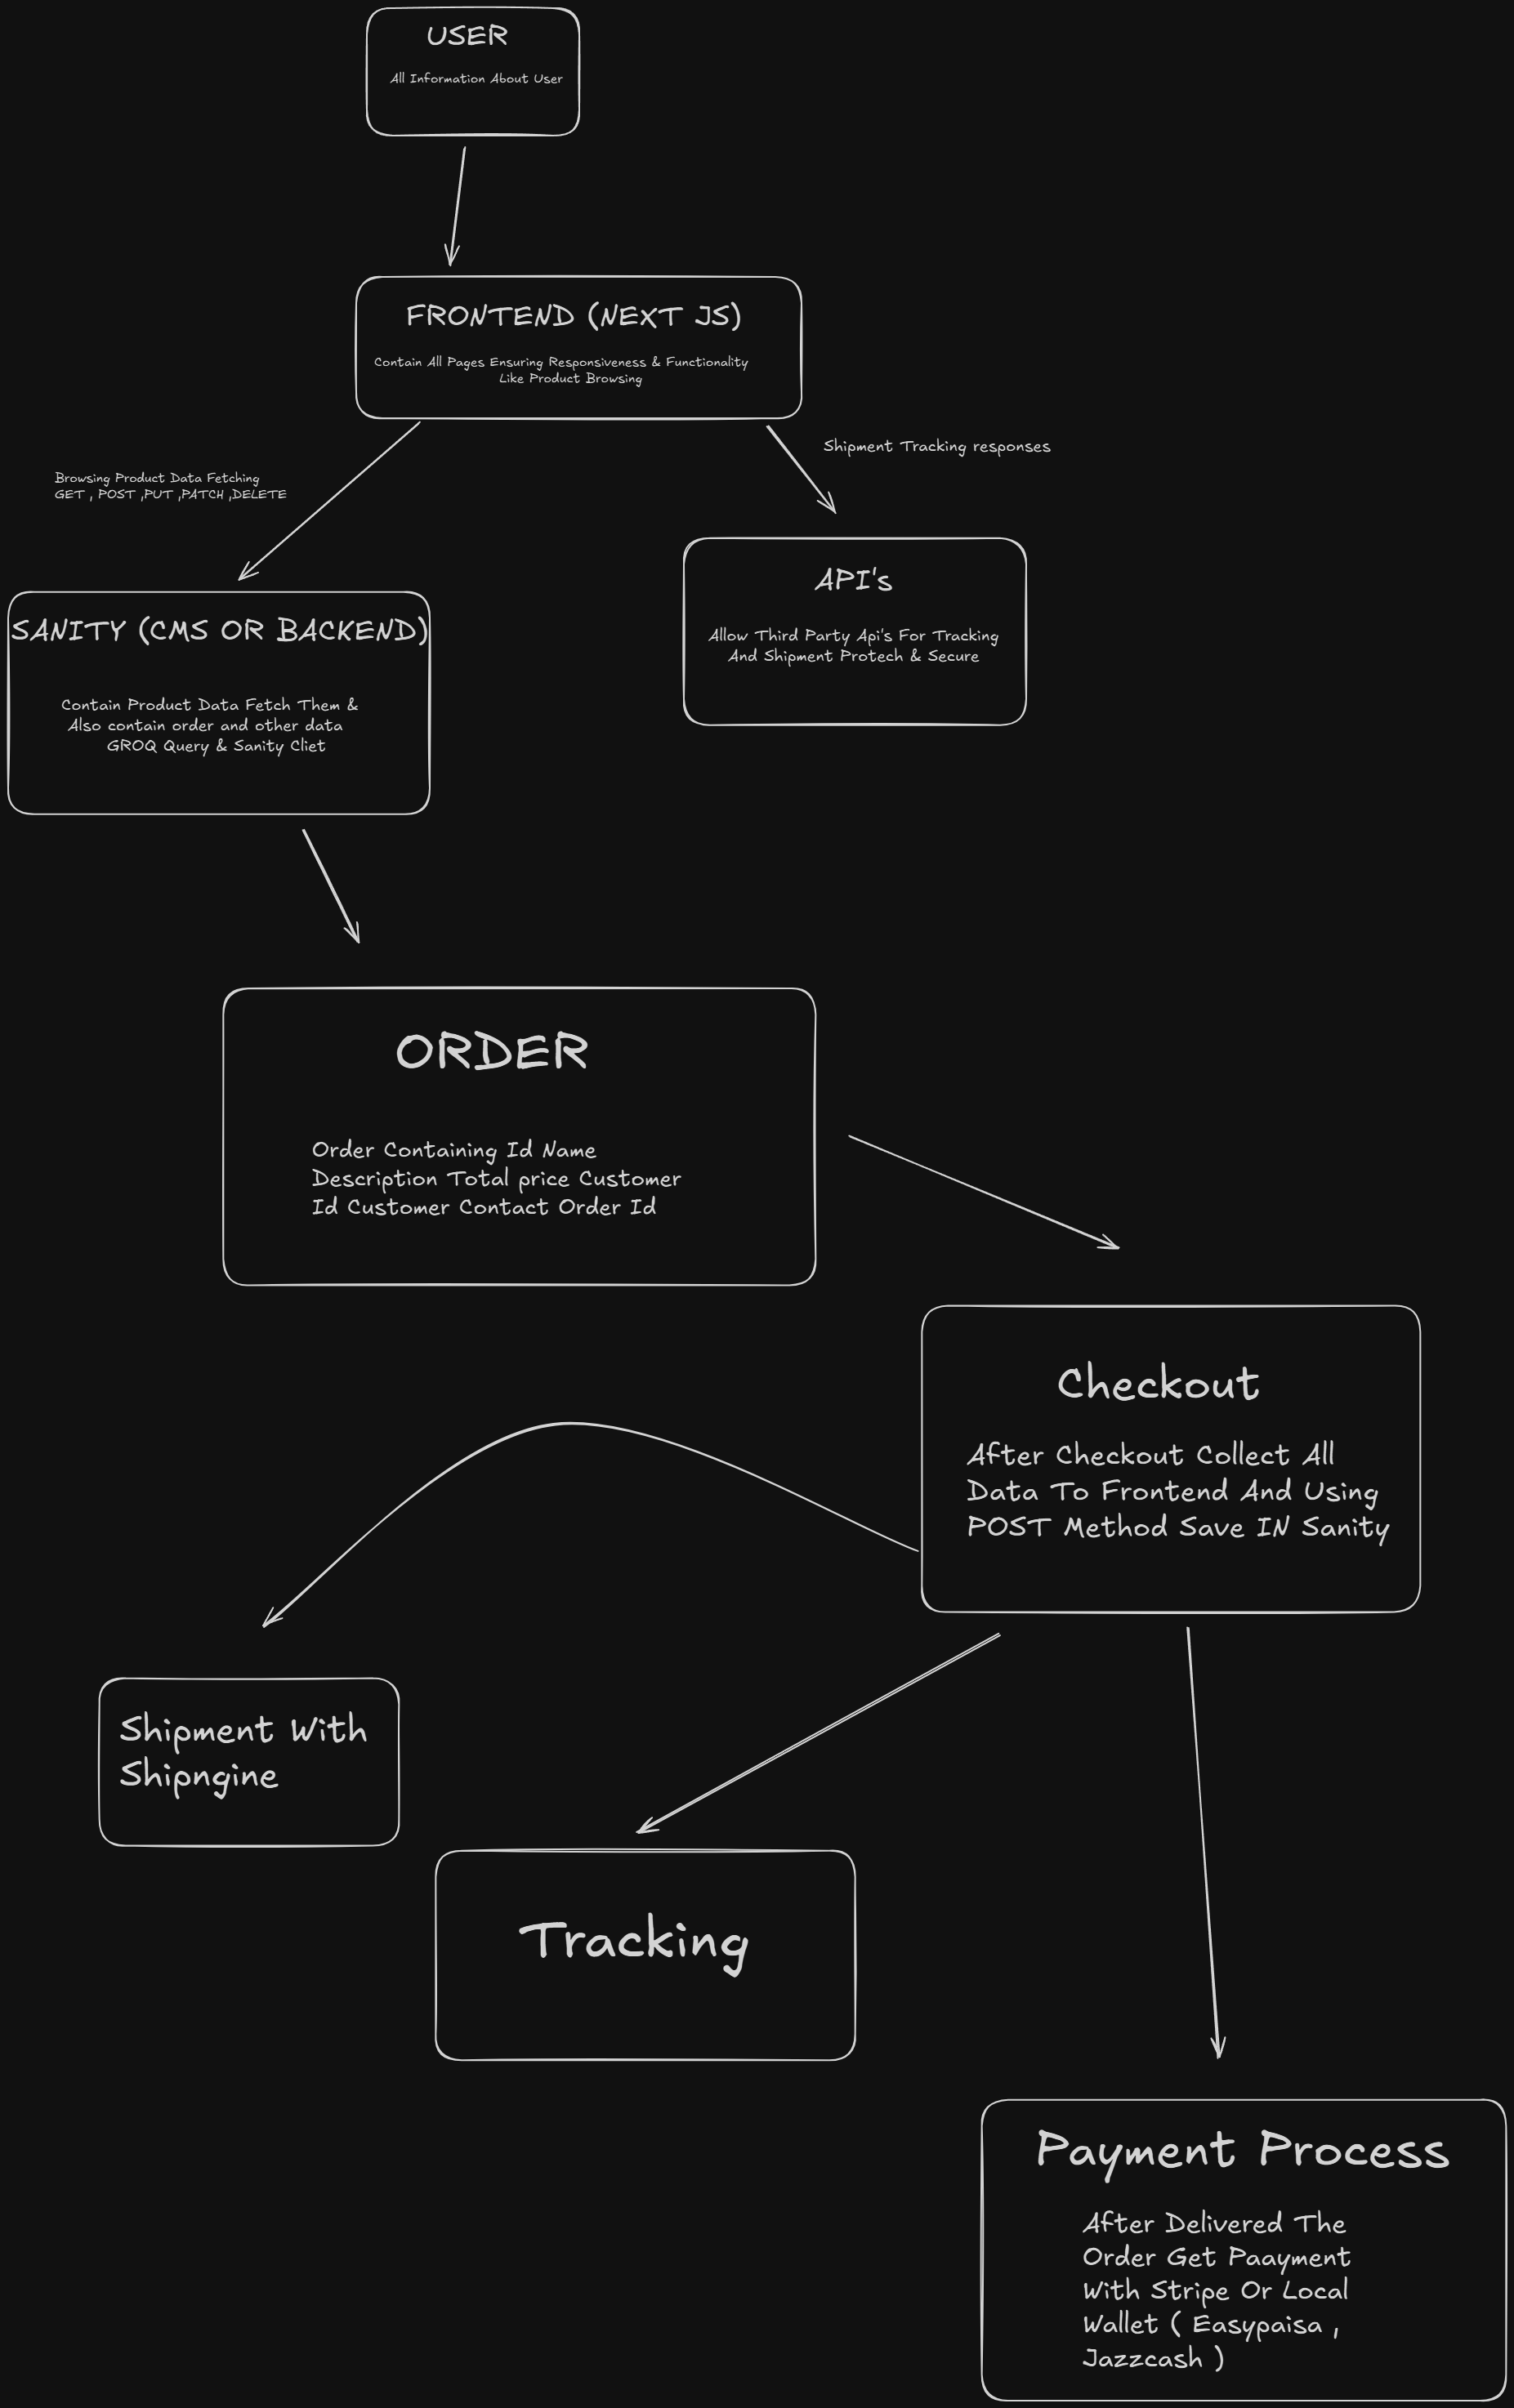 USER
All Information About User
FRONTEND (NEXT JS)
Contain All Pages Ensuring Responsiveness & Functionality
Like Product Browsing
Shipment Tracking responses
Browsing Product Data Fetching
GET , POST ,PUT ,PATCH ,DELETE
API's
Allow Third Party Api's For Tracking
And Shipment Protech & Secure
SANITY (CMS OR BACKEND)
Contain Product Data Fetch Them &
Also contain order and other data
GROQ Query & Sanity Cliet
ORDER
Order Containing Id Name
Description Total price Customer
Id Customer Contact Order Id
Checkout
After Checkout Collect All
Data To Frontend And Using
POST Method Save IN Sanity
Shipment With
Shipngine
Tracking
Payment Process
After Delivered The
Order Get Paayment
With Stripe Or Local
Wallet ( Easypaisa ,
Jazzcash )